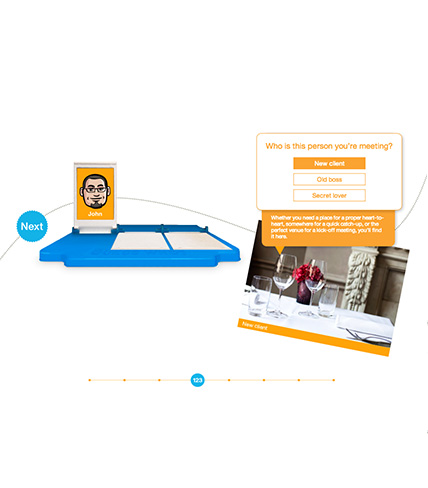 Who is this person you're meeting?
New client
Old boss
Secret lover
Whether you need a place for a proper heart-to-
heart, somewhere for a quick catch-up, or the
perfect venue for a kick-off meeting, you'll find
it here.
John
Next
New client
123